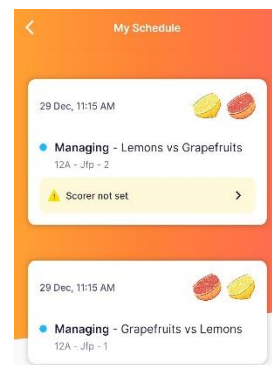 My Schedule
29 Dec, 11:15 AM
Managing - Lemons vs Grapefruits
12A - Jfp - 2
Scorer not set
29 Dec, 11:15 AM
Managing - Grapefruits vs Lemons
12A - Jfp - 1